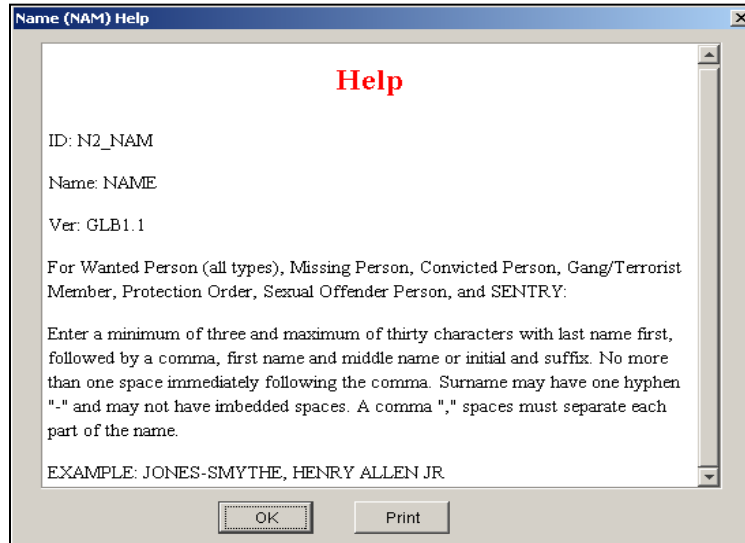 Name (NAM) Help
Help
ID: N2_NAM
Name: NAME
Ver: GLB1.1
For Wanted Person (all types), Missing Person, Convicted Person, Gang/Terrorist
Member, Protection Order, Sexual Offender Person, and SENTRY:
Enter a minimum of three and maximum of thirty characters with last name first,
followed by a comma, first name and middle name or initial and suffix. No more
than one space immediately following the comma. Surname may have one hyphen
"-" and may not have imbedded spaces. A comma "," spaces must separate each
part of the name.
EXAMPLE: JONES-SMYTHE, HENRY ALLEN JR
OK
Print